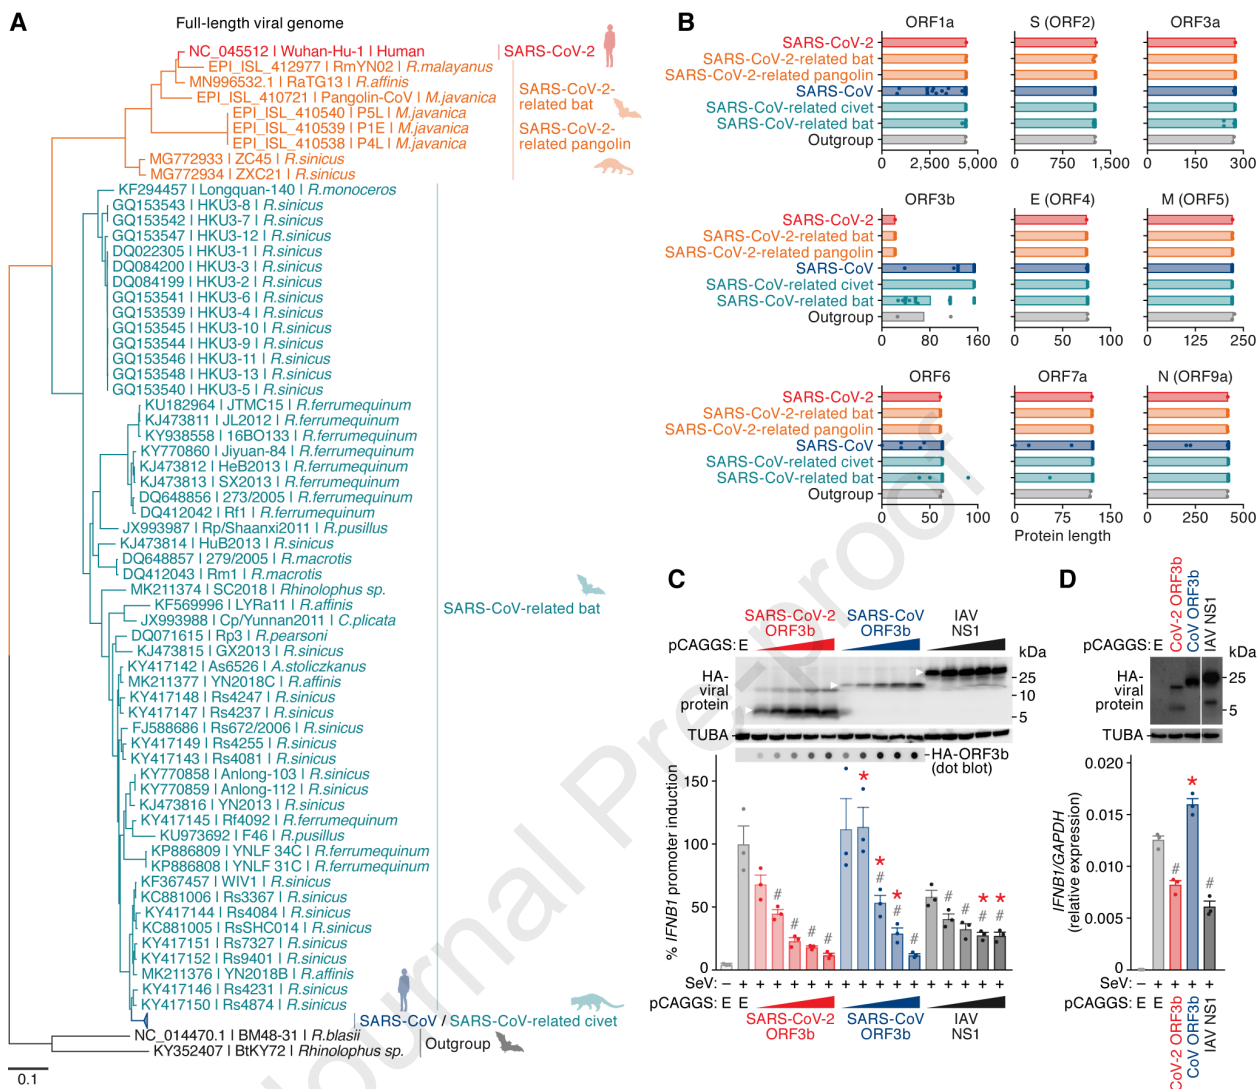 A
Full-length viral genome
NC_045512 | Wuhan-Hu-1 | Human
SARS-CoV-2
EPI_ISL_412977 | RmYN02 | R.malayanus
MN996532.1 | RaTG13 | R.affinis
EPI_ISL_410721 | Pangolin-CoV | M.javanica
EPI_ISL_410540 | P5L | M.javanica
EPI_ISL_410539 | P1E | M.javanica
EPI_ISL_410538 | P4L | M.javanica
SARS-CoV-2-
related bat
SARS-CoV-2-
related pangolin
MG772933 | ZC45 | R.sinicus
MG772934 | ZXC21 | R.sinicus
KF294457 | Longquan-140 | R.monoceros
GQ153543 | HKU3-8 | R.sinicus
GQ153542 | HKU3-7 | R.sinicus
GQ153547 | HKU3-12 | R.sinicus
DQ022305 | HKU3-1 | R.sinicus
DQ084200 | HKU3-3 | R.sinicus
DQ084199 | HKU3-2 | R.sinicus
GQ153541 | HKU3-6 | R.sinicus
GQ153539 | HKU3-4 | R.sinicus
GQ153545 | HKU3-10 | R.sinicus
GQ153544 | HKU3-9 | R.sinicus
GQ153546 | HKU3-11 | R.sinicus
GQ153548 | HKU3-13 | R.sinicus
GQ153540 | HKU3-5 | R.sinicus
KU182964 | JTMC15 | R.ferrumequinum
KJ473811 | JL2012 | R.ferrumequinum
KY938558 | 16BO133 | R.ferrumequinum
KY770860 | Jiyuan-84 | R.ferrumequinum
KJ473812 | HeB2013 | R.ferrumequinum
KJ473813 | SX2013 | R.ferrumequinum
DQ648856 | 273/2005 | R.ferrumequinum
DQ412042 | Rf1 | R.ferrumequinum
JX993987 | Rp/Shaanxi2011 | R.pusillus
KJ473814 | HuB2013 | R.sinicus
DQ648857 | 279/2005 | R.macrotis
DQ412043 | Rm1 | R.macrotis
MK211374 | SC2018 | Rhinolophus sp.
KF569996 | LYRa11 | R.affinis
JX993988 | Cp/Yunnan2011 | C.plicata
DQ071615 | Rp3 | R.pearsoni
KJ473815 | GX2013 | R.sinicus
KY417142 | As6526 | A.stoliczkanus
MK211377 | YN2018C | R.affinis
KY417148 | Rs4247 | R.sinicus
KY417147 | Rs4237 | R.sinicus
FJ588686 | Rs672/2006 | R.sinicus
KY417149 | Rs4255 | R.sinicus
KY417143 | Rs4081 | R.sinicus
KY770858 | Anlong-103 | R.sinicus
KY770859 | Anlong-112 | R.sinicus
KJ473816 | YN2013 | R.sinicus
KY417145 | Rf4092 | R.ferrumequinum
KU973692 | F46 | R.pusillus
KP886809 | YNLF 34C | R.ferrumequinum
KP886808 | YNLF 31C | R.ferrumequinum
KF367457 | WIV1 | R.sinicus
KC881006 | Rs3367 | R.sinicus
KY417144 | Rs4084 | R.sinicus
KC881005 | RsSHC014 | R.sinicus
KY417151 | Rs7327 | R.sinicus
KY417152 | Rs9401 | R.sinicus
MK211376 | YN2018B | R.affinis
KY417146 | Rs4231 | R.sinicus
KY417150 | Rs4874 | R.sinicus
SARS-CoV-related bat
SARS-CoV / SARS-CoV-related civet
NC_014470.1 | BM48-31 | R.blasii
KY352407 | BtKY72 | Rhinolophus sp.
Outgroup
0.1
B
ORF1a S (ORF2) ORF3a
SARS-CoV-2
SARS-CoV-2-related bat
SARS-CoV-2-related pangolin
SARS-CoV
SARS-CoV-related civet
SARS-CoV-related bat
Outgroup
0 2,500 5,000 0 750 1,500 0 150 300
ORF3b E (ORF4) M (ORF5)
SARS-CoV-2
SARS-CoV-2-related bat
SARS-CoV-2-related pangolin
SARS-CoV
SARS-CoV-related civet
SARS-CoV-related bat
Outgroup
0 80 160 0 50 100 0 125 250
ORF6 ORF7a N (ORF9a)
SARS-CoV-2
SARS-CoV-2-related bat
SARS-CoV-2-related pangolin
SARS-CoV
SARS-CoV-related civet
SARS-CoV-related bat
Outgroup
0 50 100 0 75 150 0 250 500
Protein length
C
SARS-CoV-2 ORF3b
SARS-CoV ORF3b
IAV NS1
pCAGGS: E
kDa
HA-
viral
protein
25
10
5
TUBA
HA-ORF3b
(dot blot)
% IFNB1 promoter induction
150
100
50
0
* * * * *
# # # # # # # # # # #
SeV: – + + + + + + + + + + + + + + + +
pCAGGS: E E
SARS-CoV-2 ORF3b
SARS-CoV ORF3b
IAV NS1
D
CoV-2 ORF3b
CoV ORF3b
IAV NS1
pCAGGS: E
kDa
HA-
viral
protein
25
5
TUBA
IFNB1/GAPDH
(relative expression)
0.020
0.015
0.010
0.005
0
# * #
SeV: – + + + +
pCAGGS: E E
CoV-2 ORF3b
CoV ORF3b
IAV NS1
Journal Pre-proof